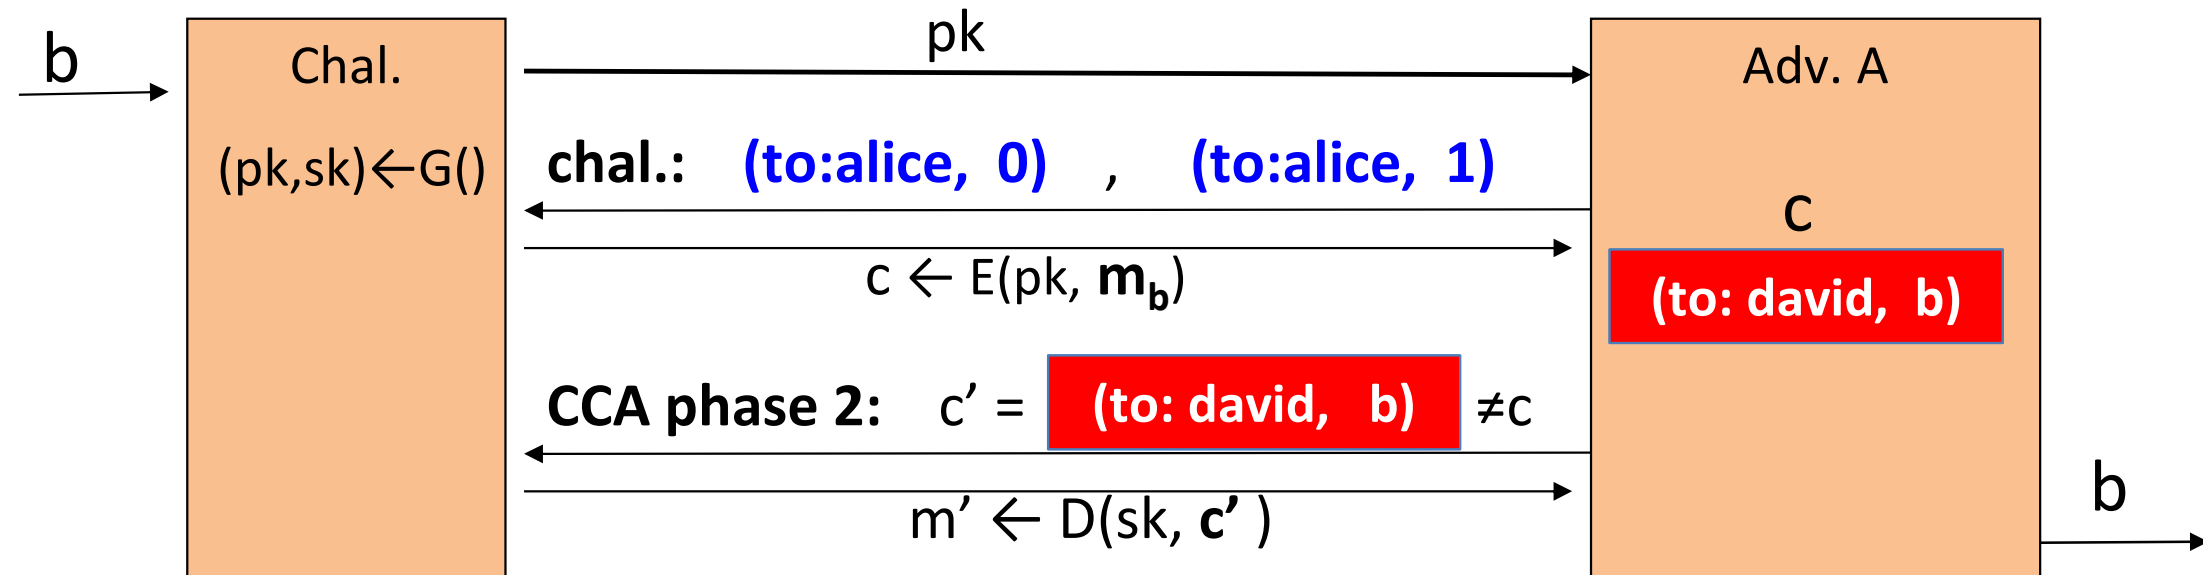 b
Chal.
pk
Adv. A
(pk,sk)←G()
chal.: (to:alice, 0) , (to:alice, 1)
c
c ← E(pk, m_b)
(to: david, b)
CCA phase 2: c’ = (to: david, b) ≠c
m’ ← D(sk, c’ )
b